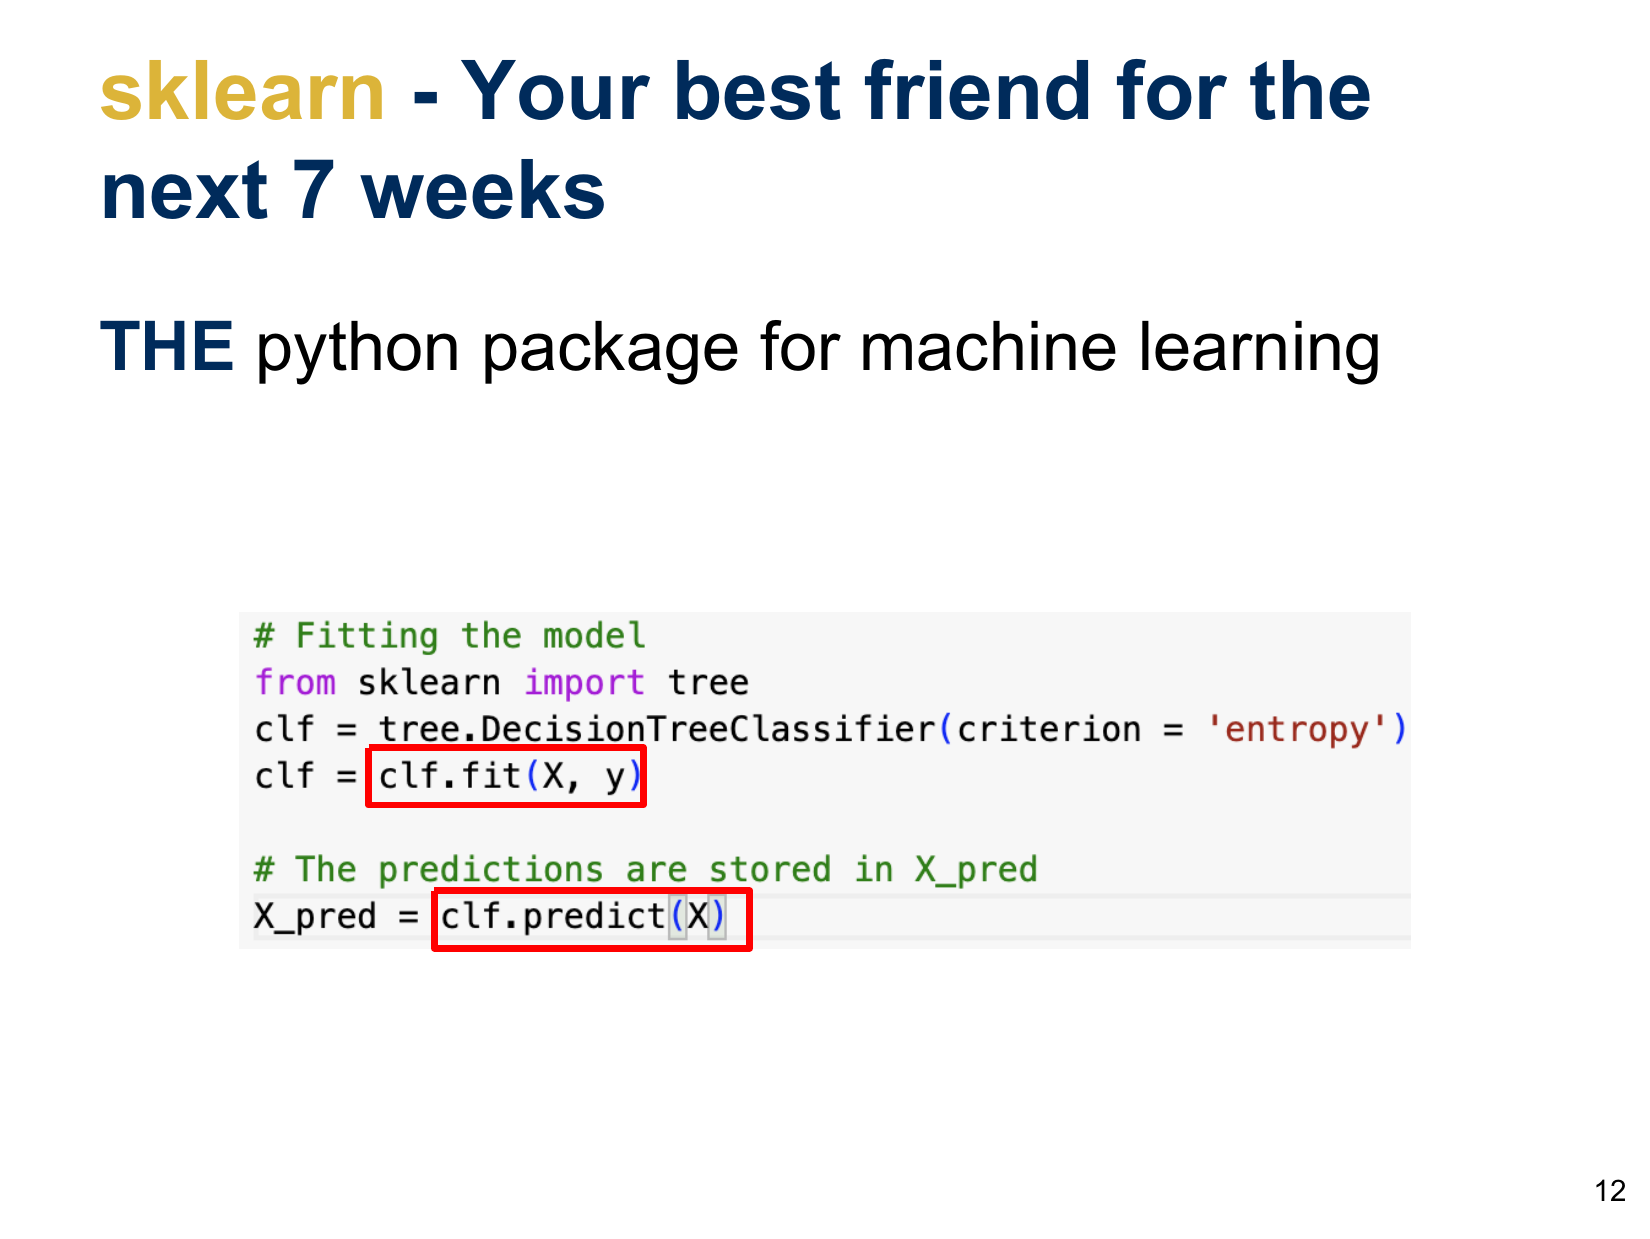 sklearn - Your best friend for the
next 7 weeks
THE python package for machine learning
# Fitting the model
from sklearn import tree
clf = tree.DecisionTreeClassifier(criterion = 'entropy')
clf = clf.fit(X, y)
# The predictions are stored in X_pred
X_pred = clf.predict(X)
12